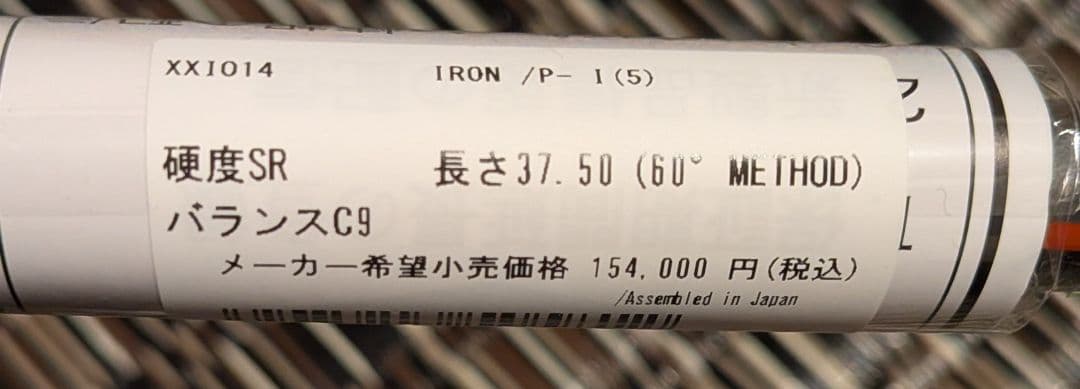 XXIO14 IRON /P- I(5)
硬度SR 長さ37.50 (60° METHOD)
バランスC9
メーカー希望小売価格 154,000 円(税込)
/Assembled in Japan